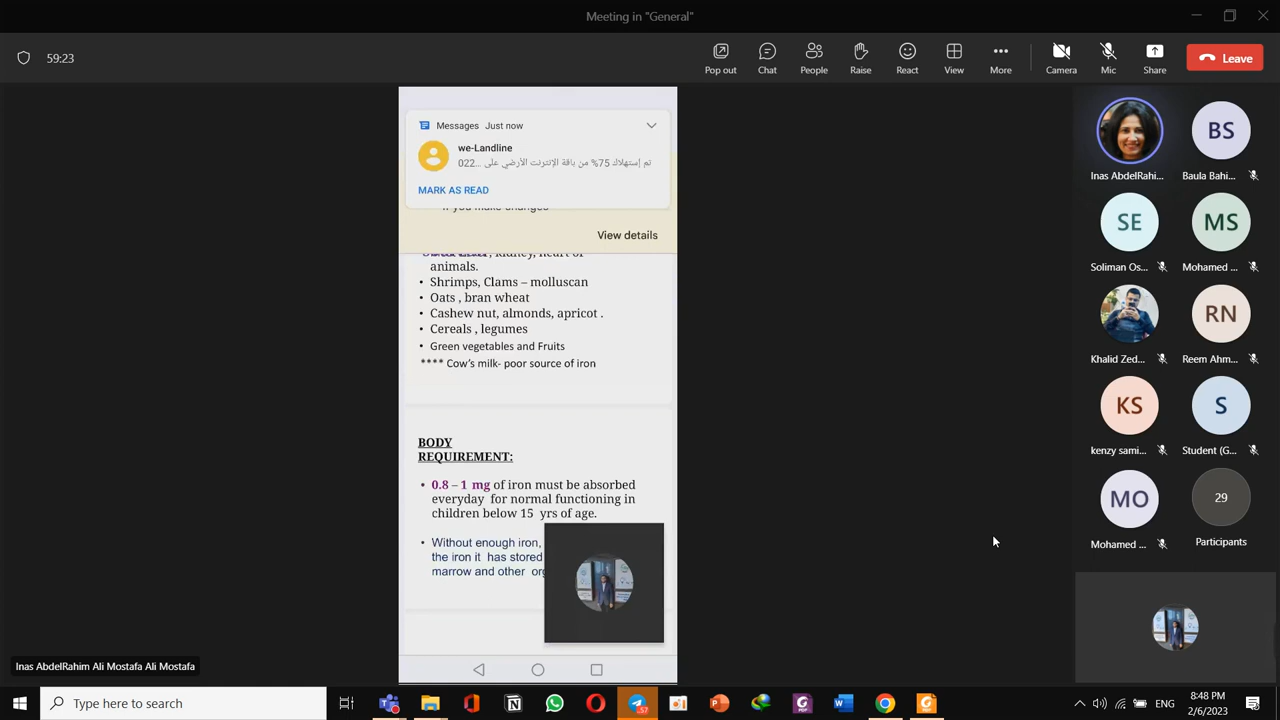 Meeting in "General"
59:23
Pop out
Chat
People
Raise
React
View
More
Camera
Mic
Share
Leave
Messages Just now
we-Landline
تم إستهلاك 75% من باقة الإنترنت الأرضي على ...022
MARK AS READ
if you make changes
View details
, kidney, heart of
animals.
• Shrimps, Clams – molluscan
• Oats , bran wheat
• Cashew nut, almonds, apricot .
• Cereals , legumes
• Green vegetables and Fruits
**** Cow's milk- poor source of iron
BODY
REQUIREMENT:
• 0.8 – 1 mg of iron must be absorbed
everyday for normal functioning in
children below 15 yrs of age.
• Without enough iron,
the iron it has stored
marrow and other
Inas AbdelRahi...
BS
Baula Bahi...
SE
Soliman Os...
MS
Mohamed ...
Khalid Zed...
RN
Reem Ahm...
KS
kenzy sami...
S
Student (G...
MO
Mohamed ...
29
Participants
Inas AbdelRahim Ali Mostafa Ali Mostafa
Type here to search
ENG
8:48 PM
2/6/2023